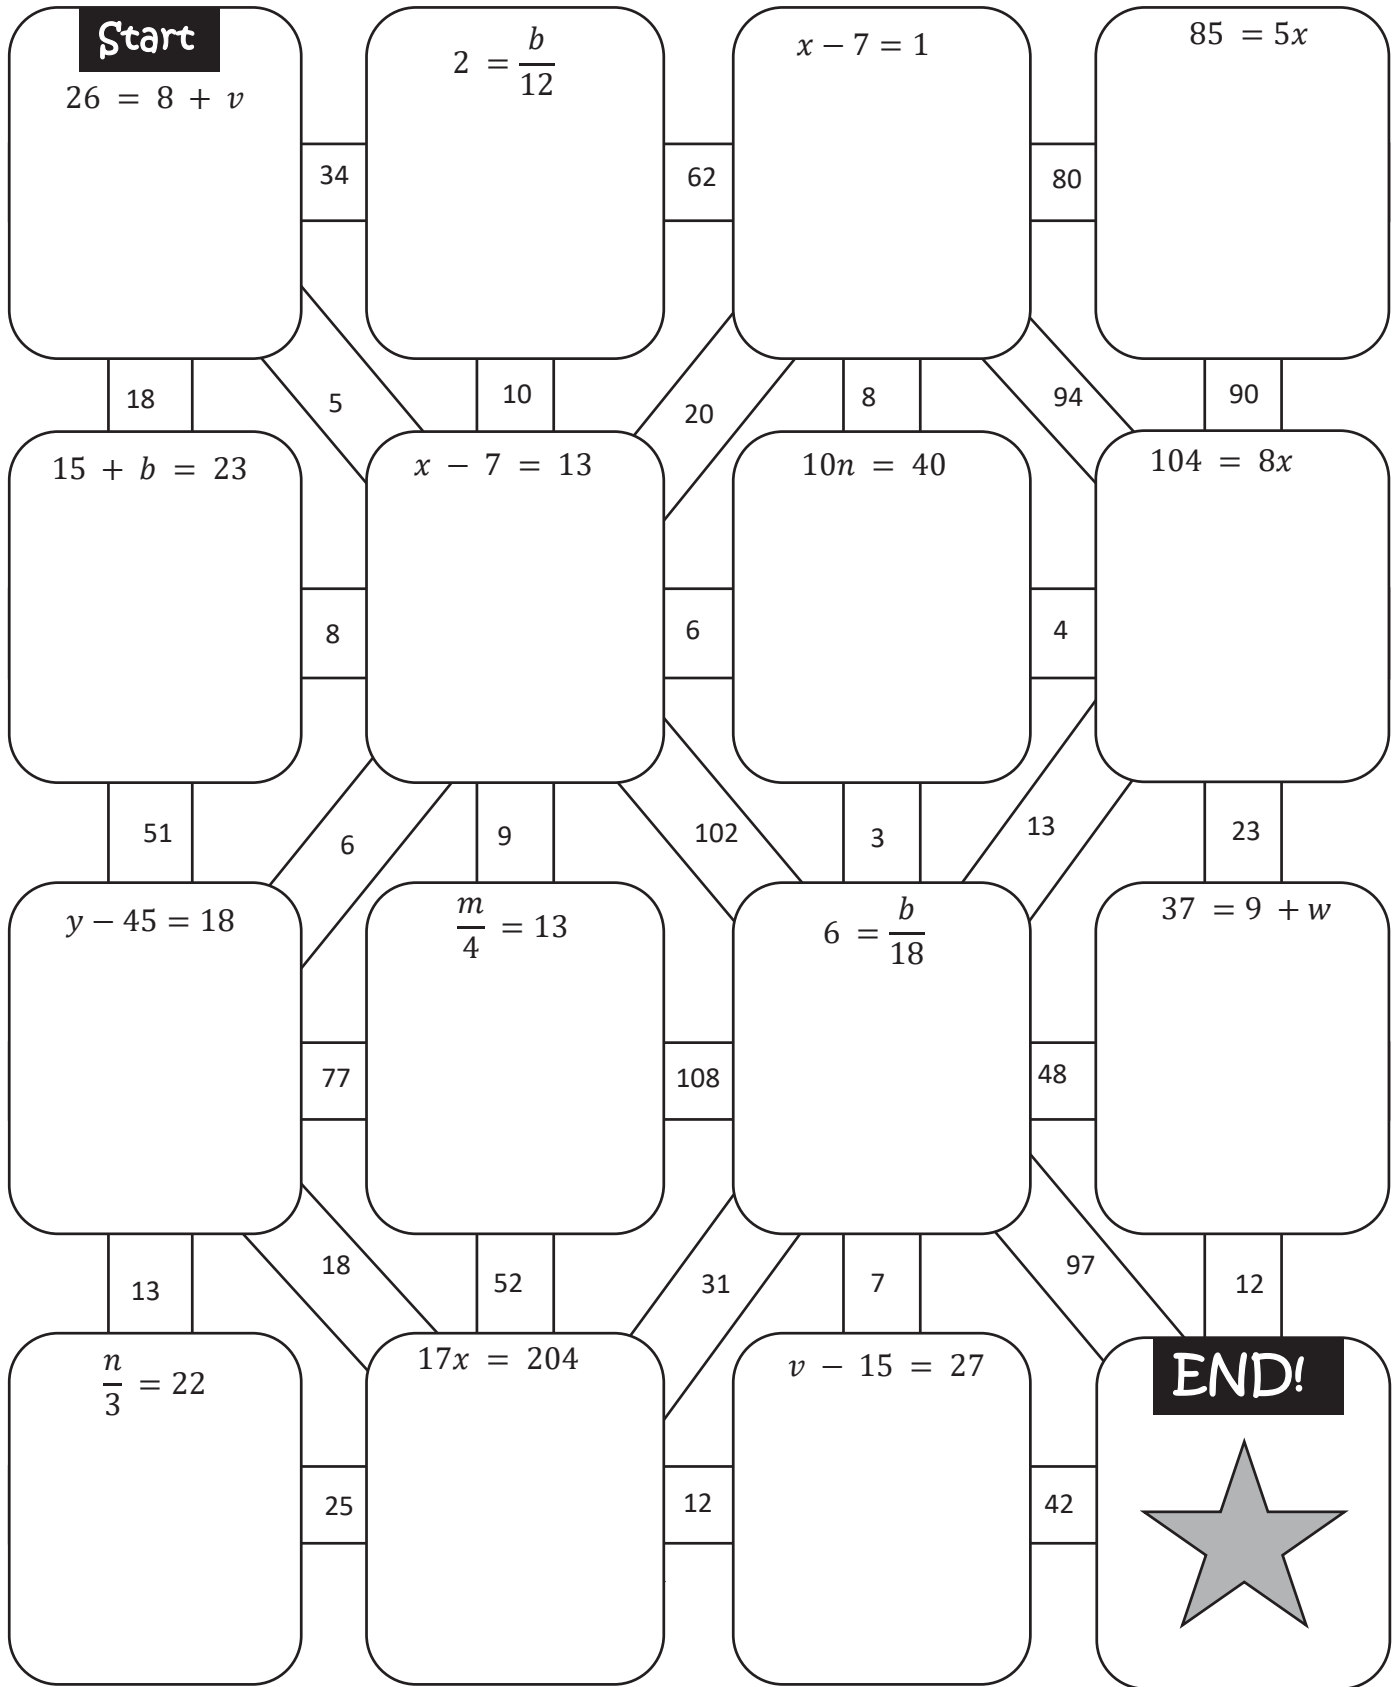 Start
26 = 8 + v
2 = b/12
x − 7 = 1
85 = 5x
34
62
80
18
5
10
20
8
94
90
15 + b = 23
x − 7 = 13
10n = 40
104 = 8x
8
6
4
51
6
9
102
3
13
23
y − 45 = 18
m/4 = 13
6 = b/18
37 = 9 + w
77
108
48
13
18
52
31
7
97
12
n/3 = 22
17x = 204
v − 15 = 27
END!
25
12
42